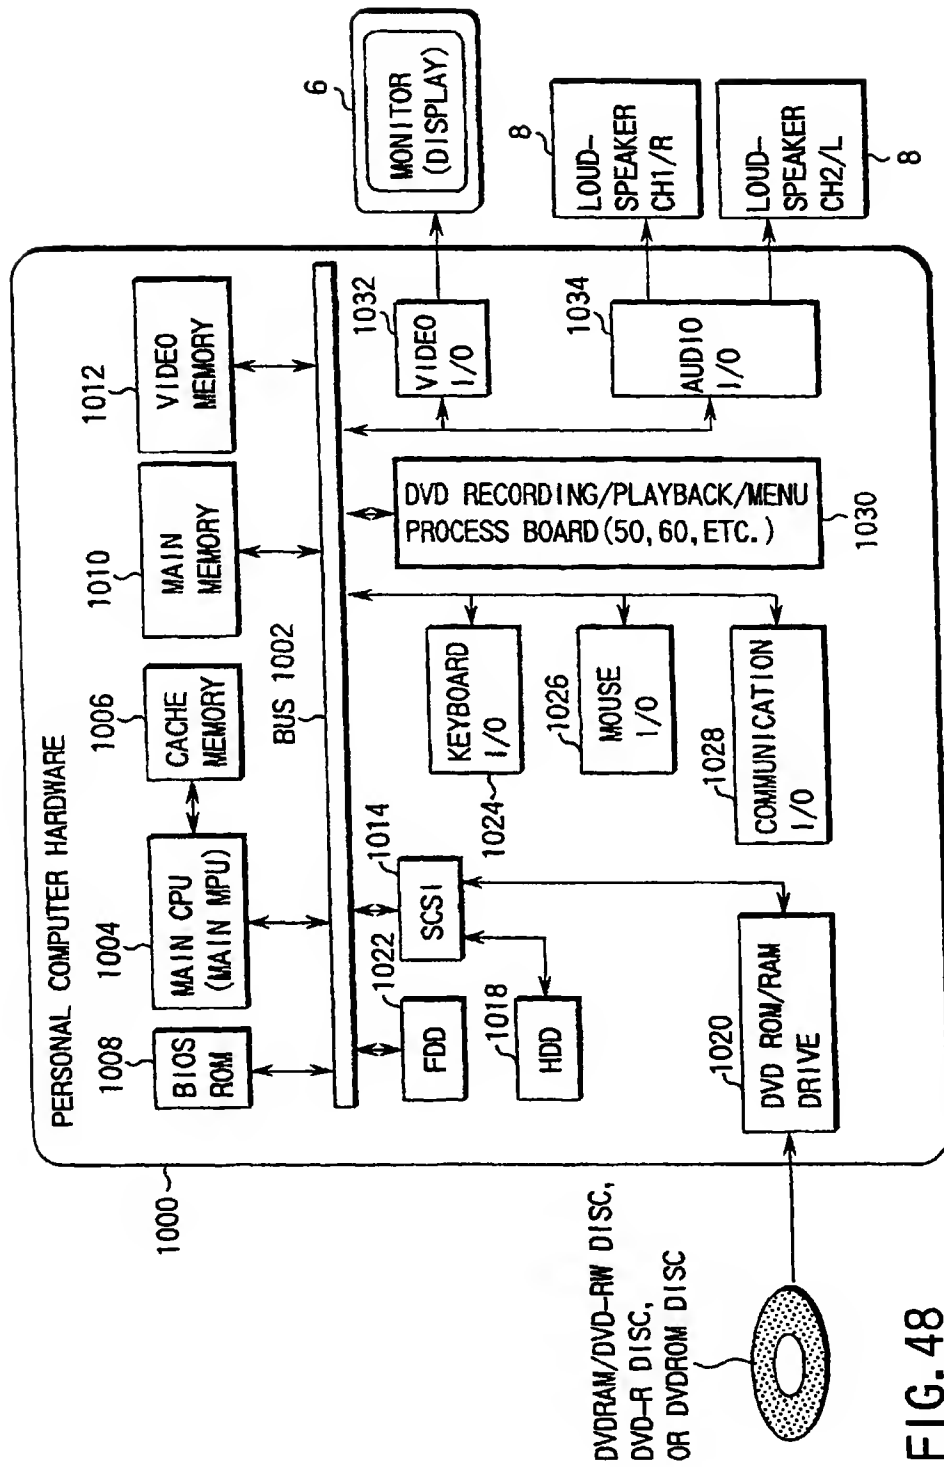 PERSONAL COMPUTER HARDWARE
1000
1008
BIOS
ROM
1004
MAIN CPU
(MAIN MPU)
1006
CACHE
MEMORY
1010
MAIN
MEMORY
1012
VIDEO
MEMORY
BUS 1002
1022
FDD
1014
SCSI
1018
HDD
1020
DVD ROM/RAM
DRIVE
KEYBOARD
I/O
1024
1026
MOUSE
I/O
1028
COMMUNICATION
I/O
DVD RECORDING/PLAYBACK/MENU
PROCESS BOARD(50, 60, ETC.)
1030
1032
VIDEO
I/O
1034
AUDIO
I/O
6
MONITOR
(DISPLAY)
8
LOUD-
SPEAKER
CH1/R
LOUD-
SPEAKER
CH2/L
8
DVDRAM/DVD-RW DISC,
DVD-R DISC,
OR DVDROM DISC
FIG. 48